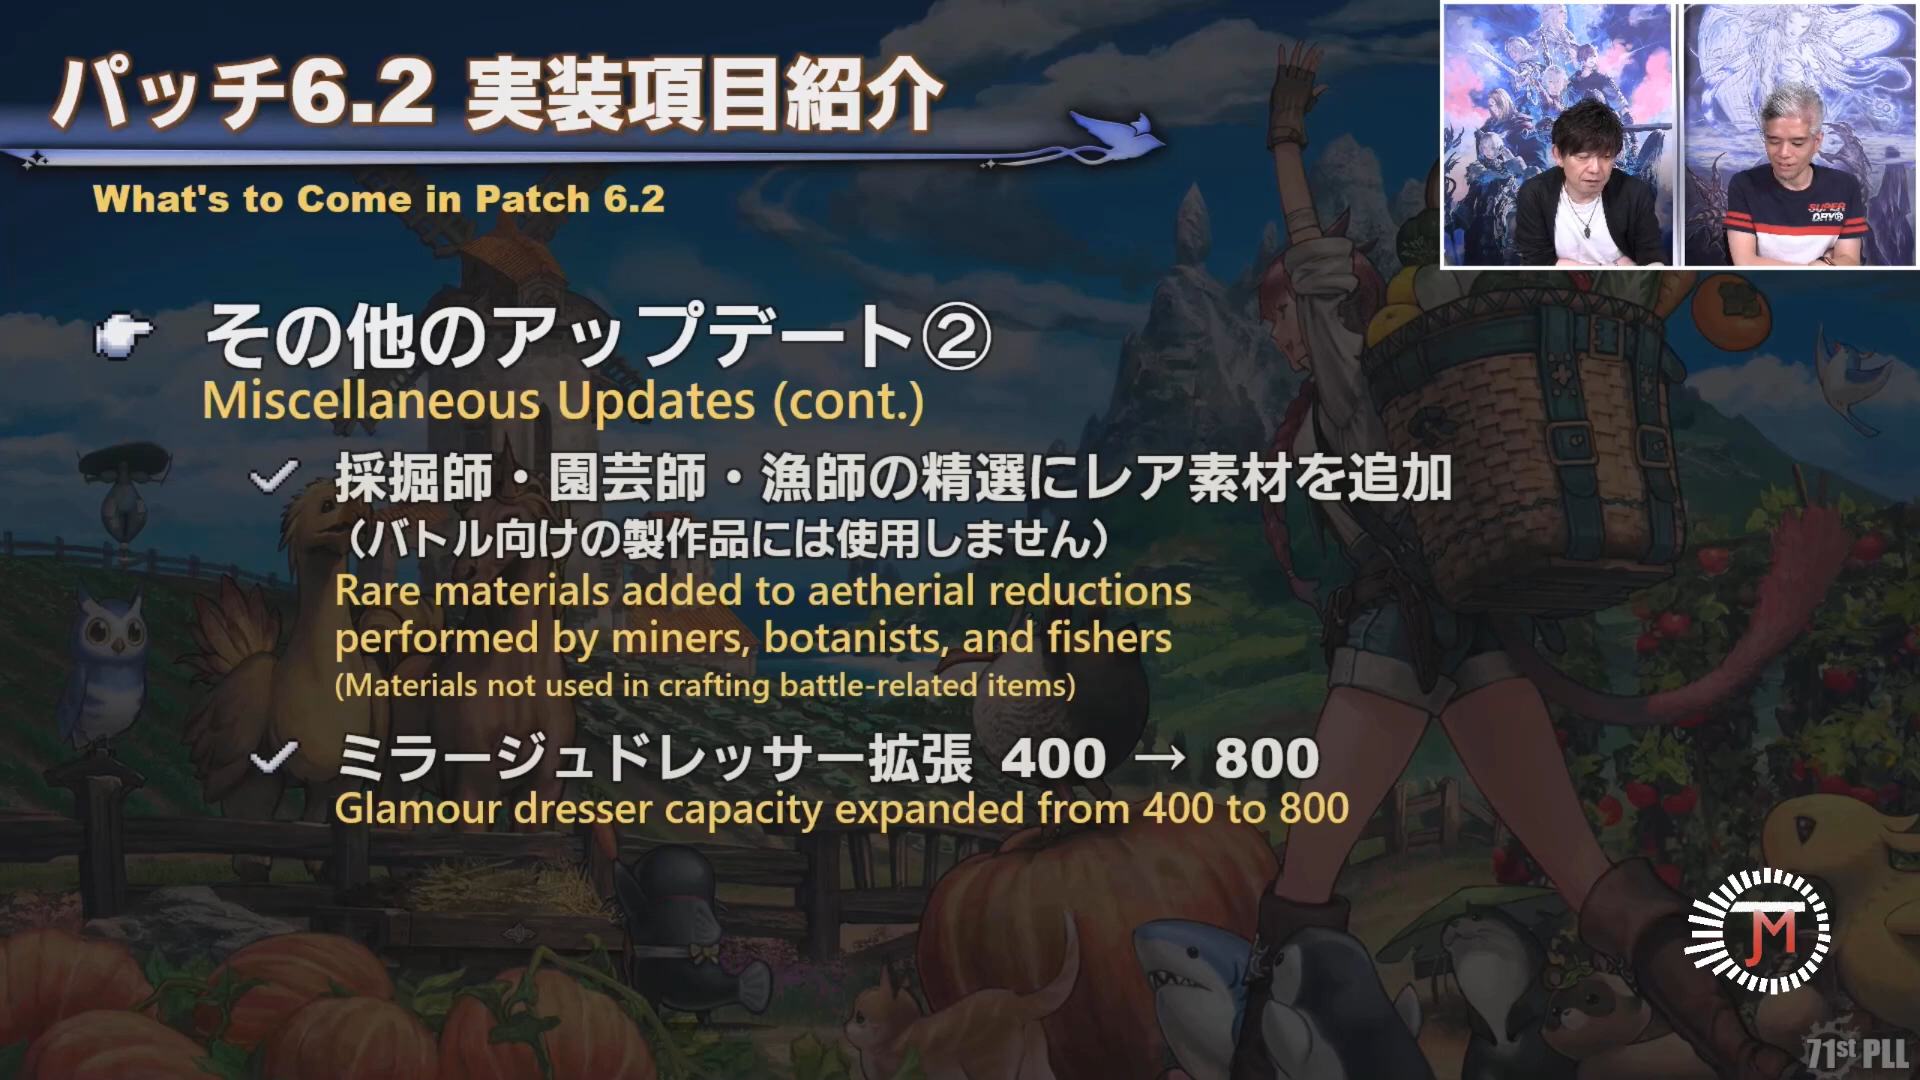 パッチ6.2 実装項目紹介
What's to Come in Patch 6.2
SUPER
DRY
その他のアップデート②
Miscellaneous Updates (cont.)
採掘師・園芸師・漁師の精選にレア素材を追加
（バトル向けの製作品には使用しません）
Rare materials added to aetherial reductions
performed by miners, botanists, and fishers
(Materials not used in crafting battle-related items)
ミラージュドレッサー拡張 400 → 800
Glamour dresser capacity expanded from 400 to 800
JM
71st PLL